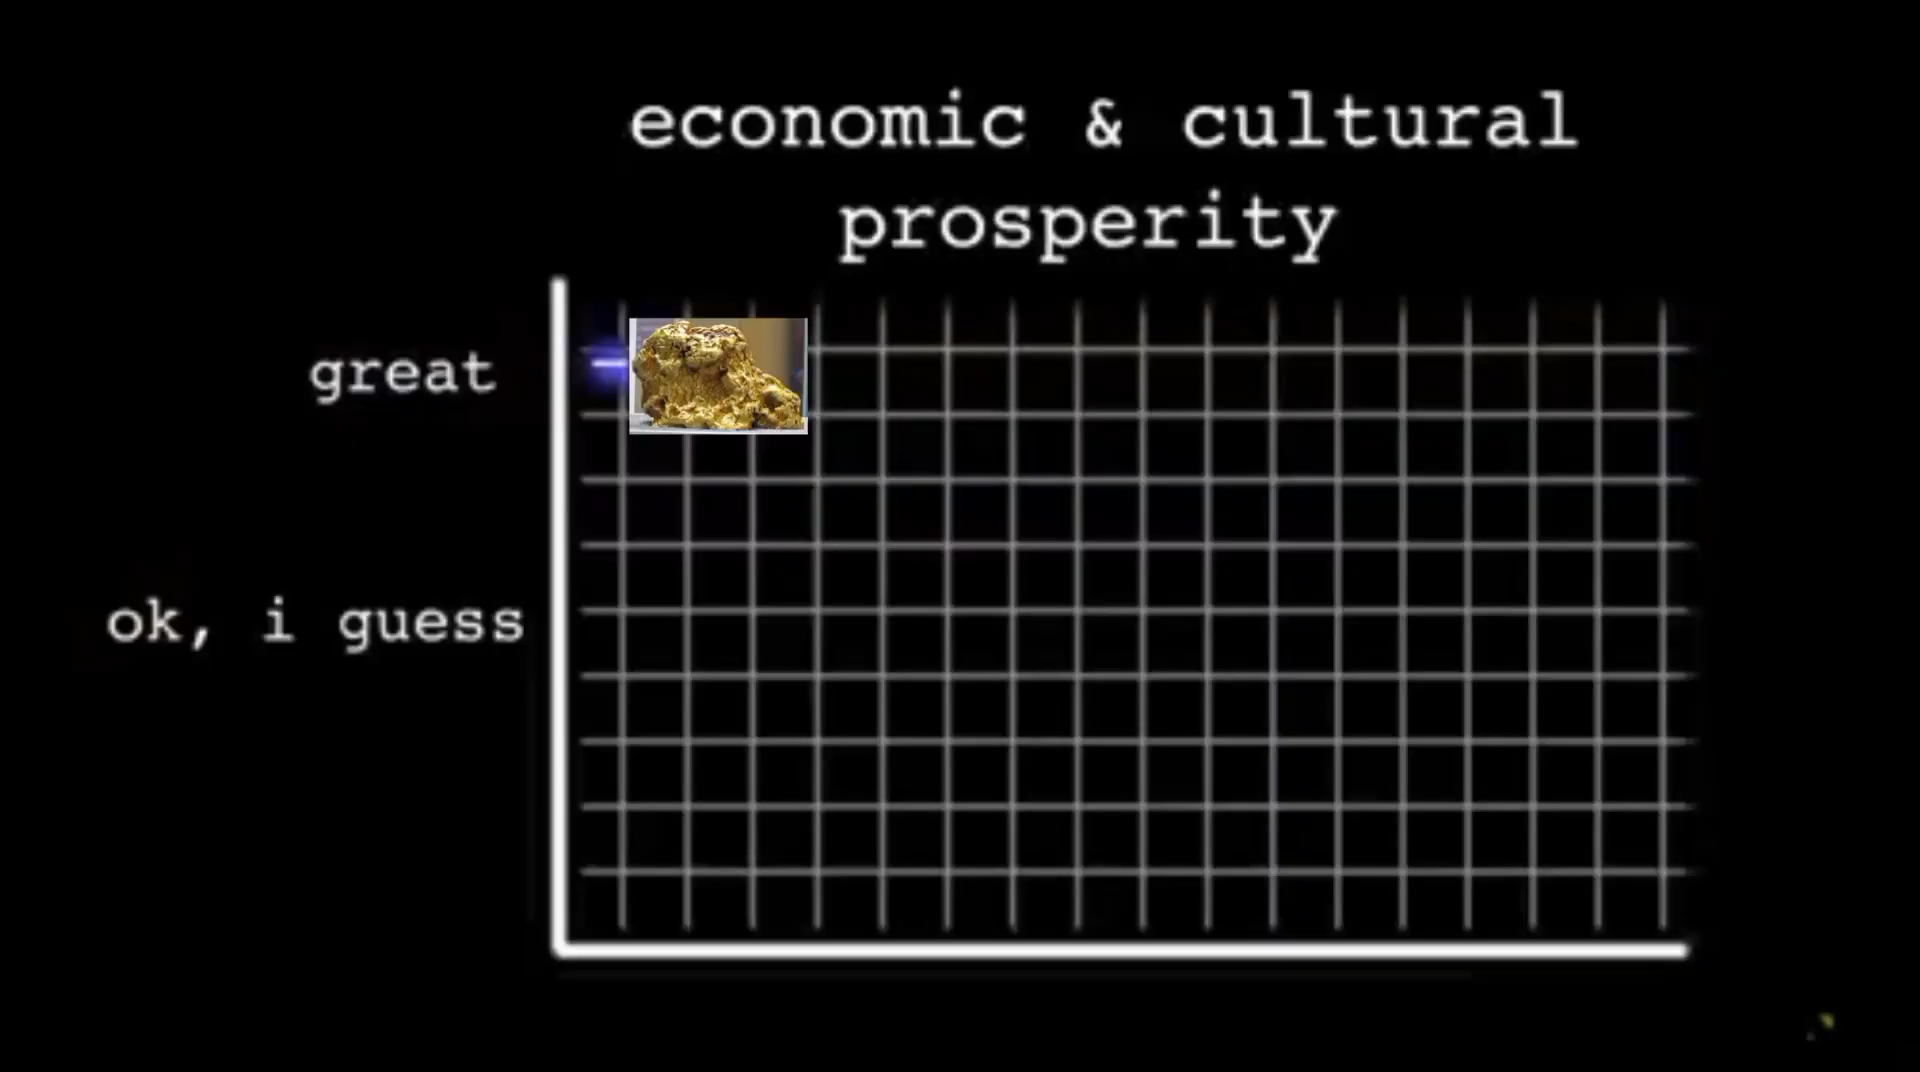 economic & cultural
prosperity
great
ok, i guess